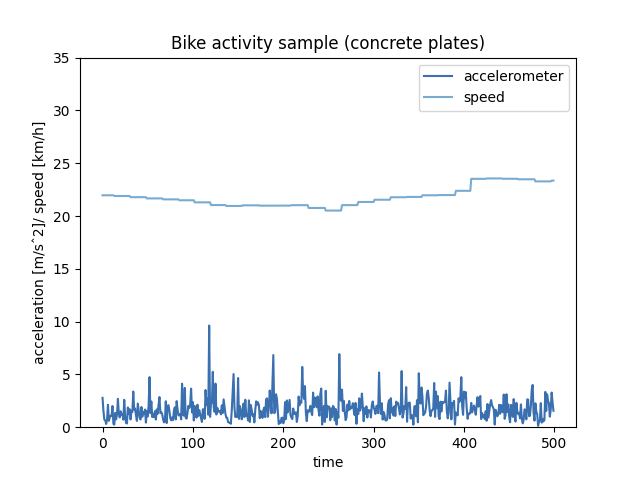 Bike activity sample (concrete plates)
accelerometer
speed
acceleration [m/s^2]/ speed [km/h]
35
30
25
20
15
10
5
0
0 100 200 300 400 500
time